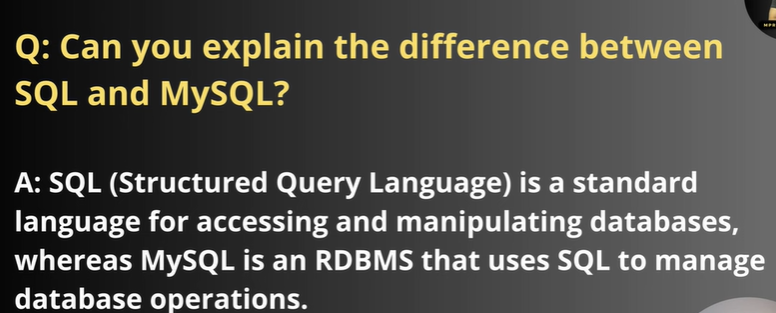 Q: Can you explain the difference between
SQL and MySQL?
A: SQL (Structured Query Language) is a standard
language for accessing and manipulating databases,
whereas MySQL is an RDBMS that uses SQL to manage
database operations.